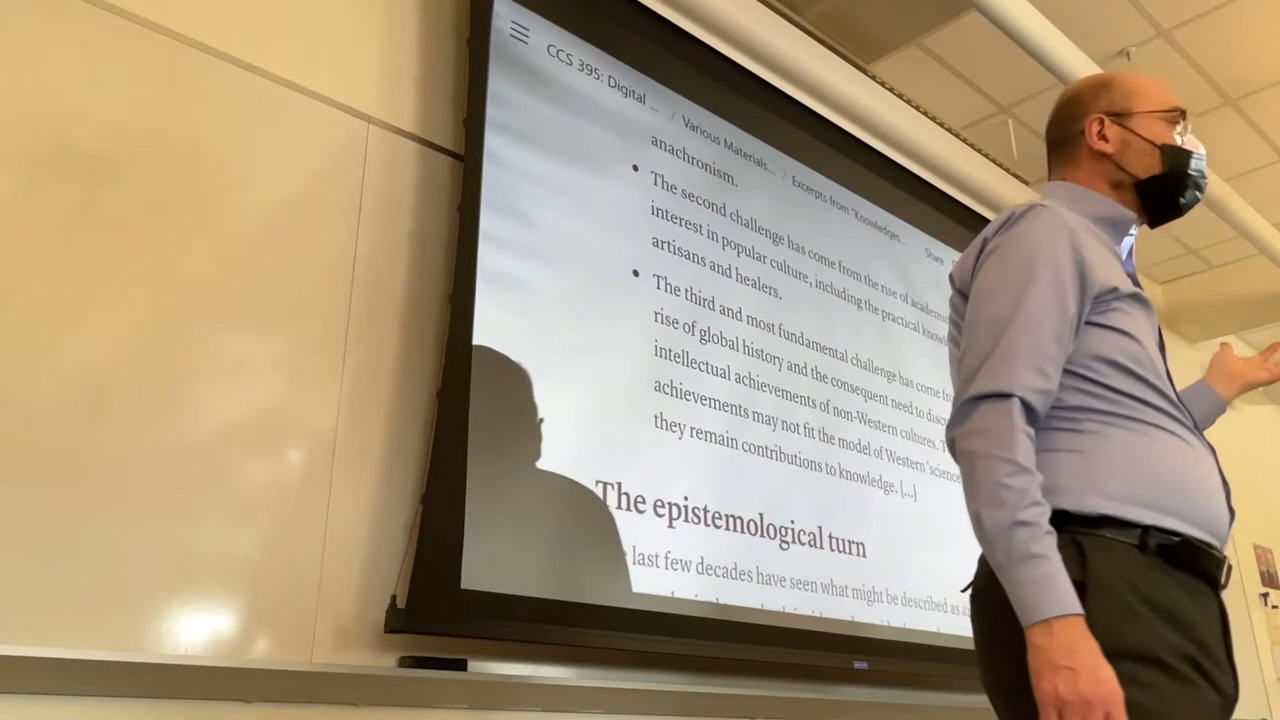 CCS 395: Digital ... / Various Materials... / Excerpts from "Knowledges... Share
anachronism.
• The second challenge has come from the rise of academic
interest in popular culture, including the practical
artisans and healers.
• The third and most fundamental challenge has come
rise of global history and the consequent need to
intellectual achievements of non-Western cultures.
achievements may not fit the model of Western 'science
they remain contributions to knowledge. [...]
The epistemological turn
last few decades have seen what might be described as